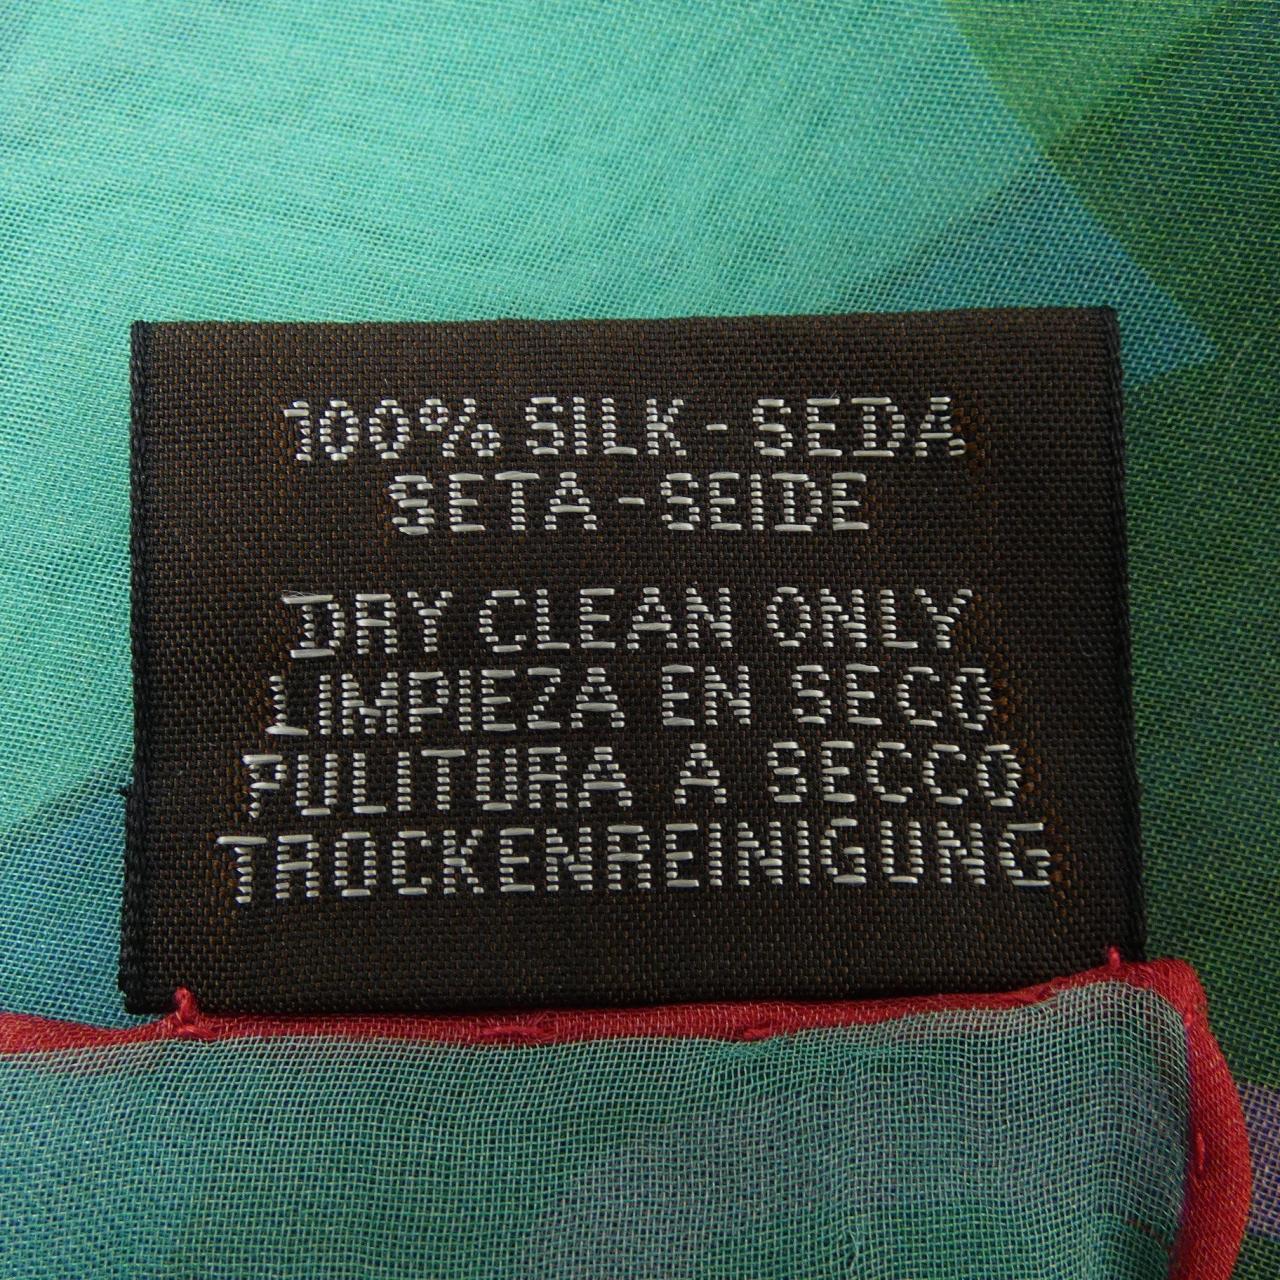 100% SILK - SEDA
SETA - SEIDE
DRY CLEAN ONLY
LIMPIEZA EN SECO
PULITURA A SECCO
TROCKENREINIGUNG